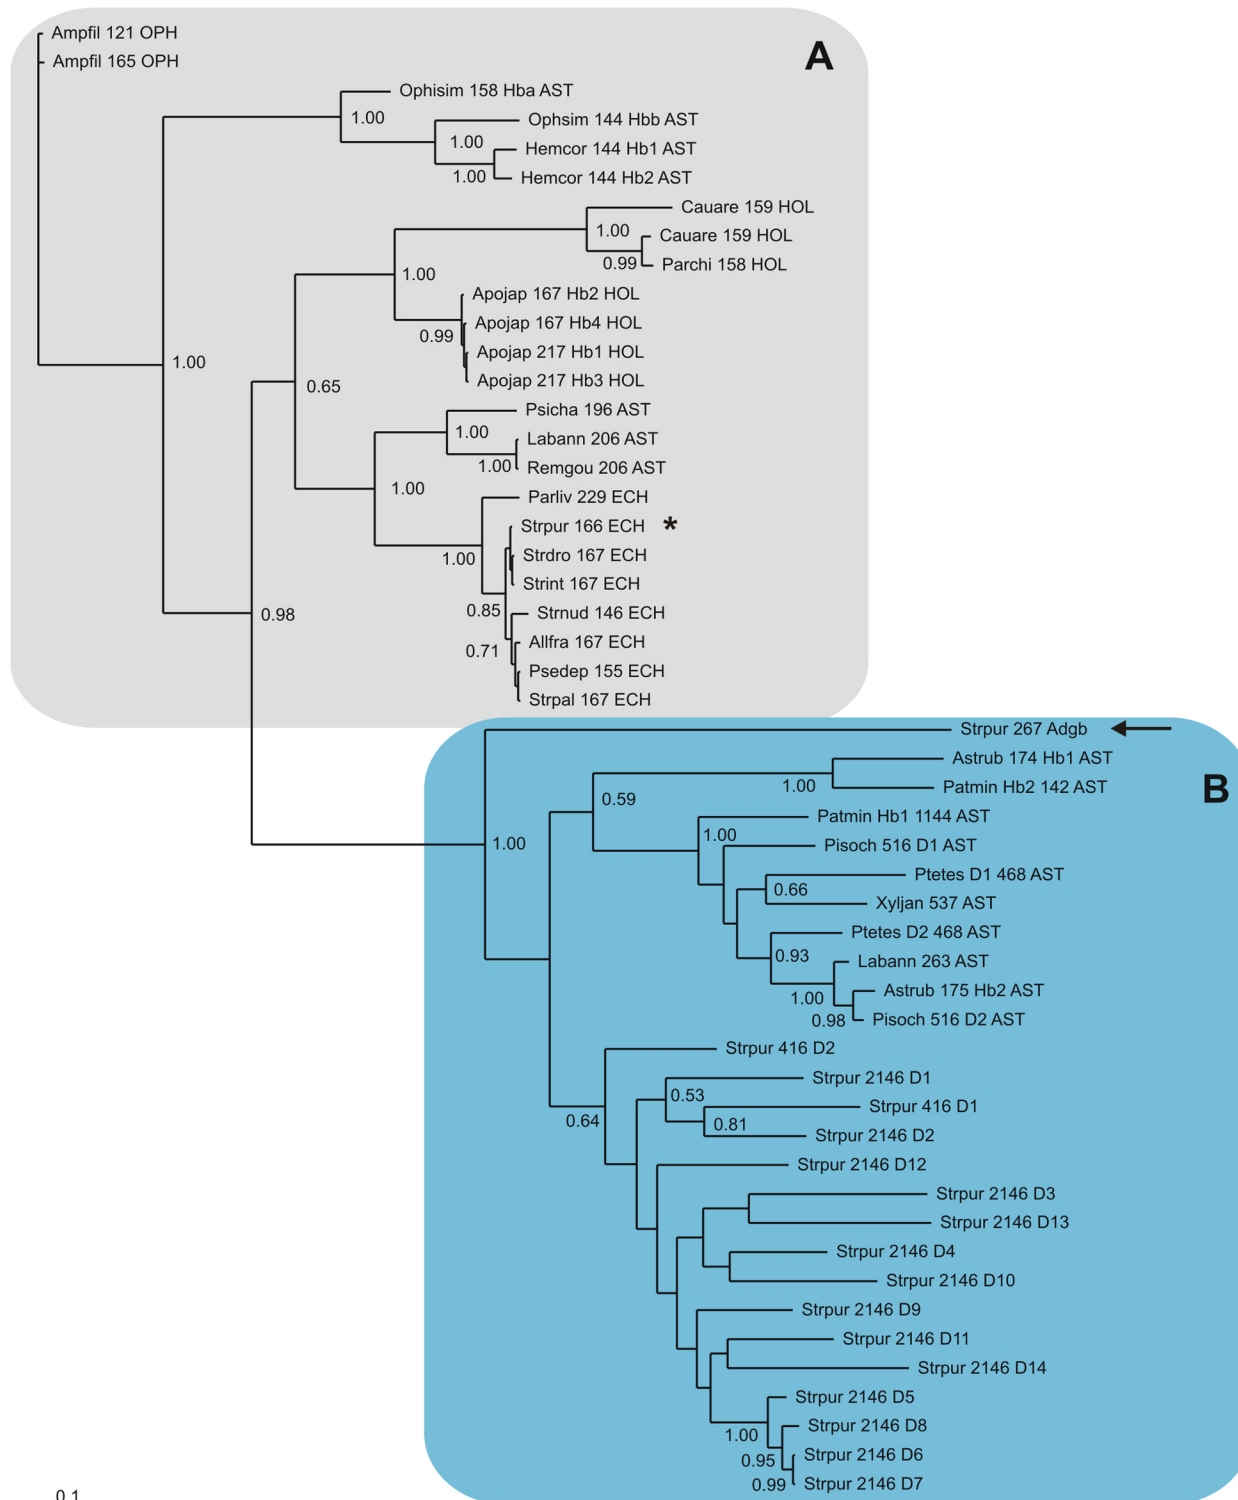 Ampfil 121 OPH
A
Ampfil 165 OPH
Ophisim 158 Hba AST
1.00
Ophsim 144 Hbb AST
1.00
Hemcor 144 Hb1 AST
1.00
Hemcor 144 Hb2 AST
Cauare 159 HOL
1.00
Cauare 159 HOL
0.99
Parchi 158 HOL
1.00
Apojap 167 Hb2 HOL
Apojap 167 Hb4 HOL
0.99
Apojap 217 Hb1 HOL
1.00
Apojap 217 Hb3 HOL
0.65
Psicha 196 AST
1.00
Labann 206 AST
1.00
Remgou 206 AST
1.00
Parliv 229 ECH
Strpur 166 ECH *
Strdro 167 ECH
1.00
Strint 167 ECH
0.85
Strnud 146 ECH
0.98
Allfra 167 ECH
0.71
Psedep 155 ECH
Strpal 167 ECH
Strpur 267 Adgb
Astrub 174 Hb1 AST
B
1.00
Patmin Hb2 142 AST
0.59
Patmin Hb1 1144 AST
1.00
Pisoch 516 D1 AST
1.00
Ptetes D1 468 AST
0.66
Xyljan 537 AST
Ptetes D2 468 AST
0.93
Labann 263 AST
Astrub 175 Hb2 AST
1.00
Pisoch 516 D2 AST
0.98
Strpur 416 D2
Strpur 2146 D1
0.53
Strpur 416 D1
0.64
0.81
Strpur 2146 D2
Strpur 2146 D12
Strpur 2146 D3
Strpur 2146 D13
Strpur 2146 D4
Strpur 2146 D10
Strpur 2146 D9
Strpur 2146 D11
Strpur 2146 D14
Strpur 2146 D5
Strpur 2146 D8
1.00
Strpur 2146 D6
0.95
Strpur 2146 D7
0.99
0.1